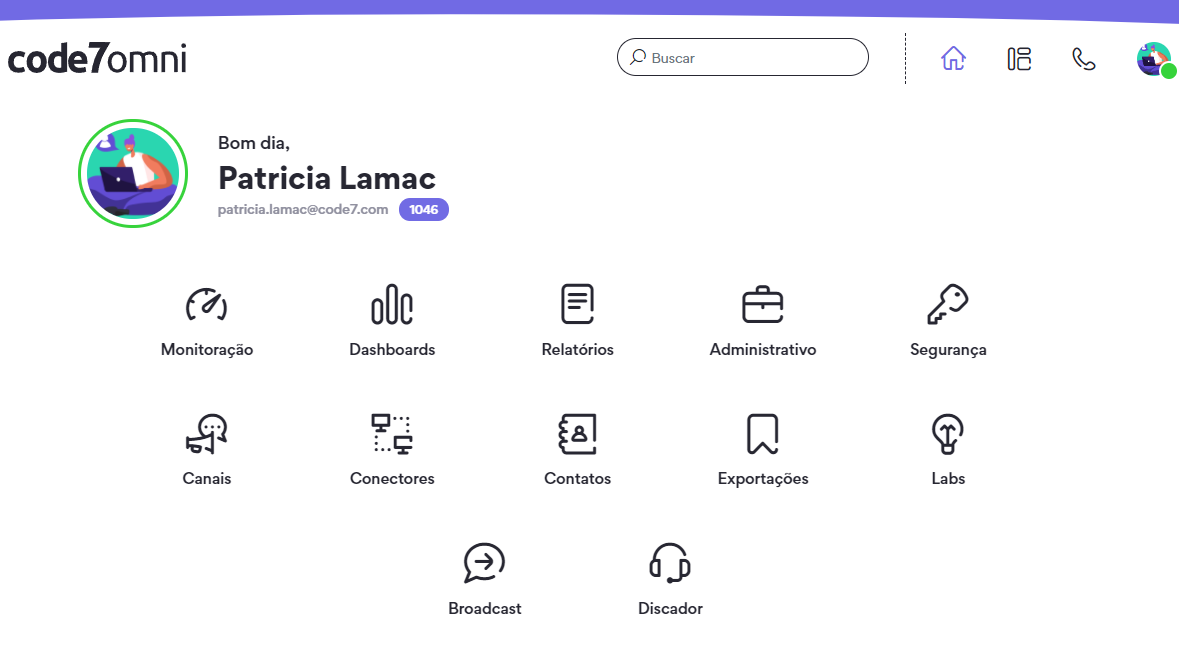 code7omni
Buscar
Bom dia,
Patricia Lamac
patricia.lamac@code7.com 1046
Monitoração Dashboards Relatórios Administrativo Segurança
Canais Conectores Contatos Exportações Labs
Broadcast Discador